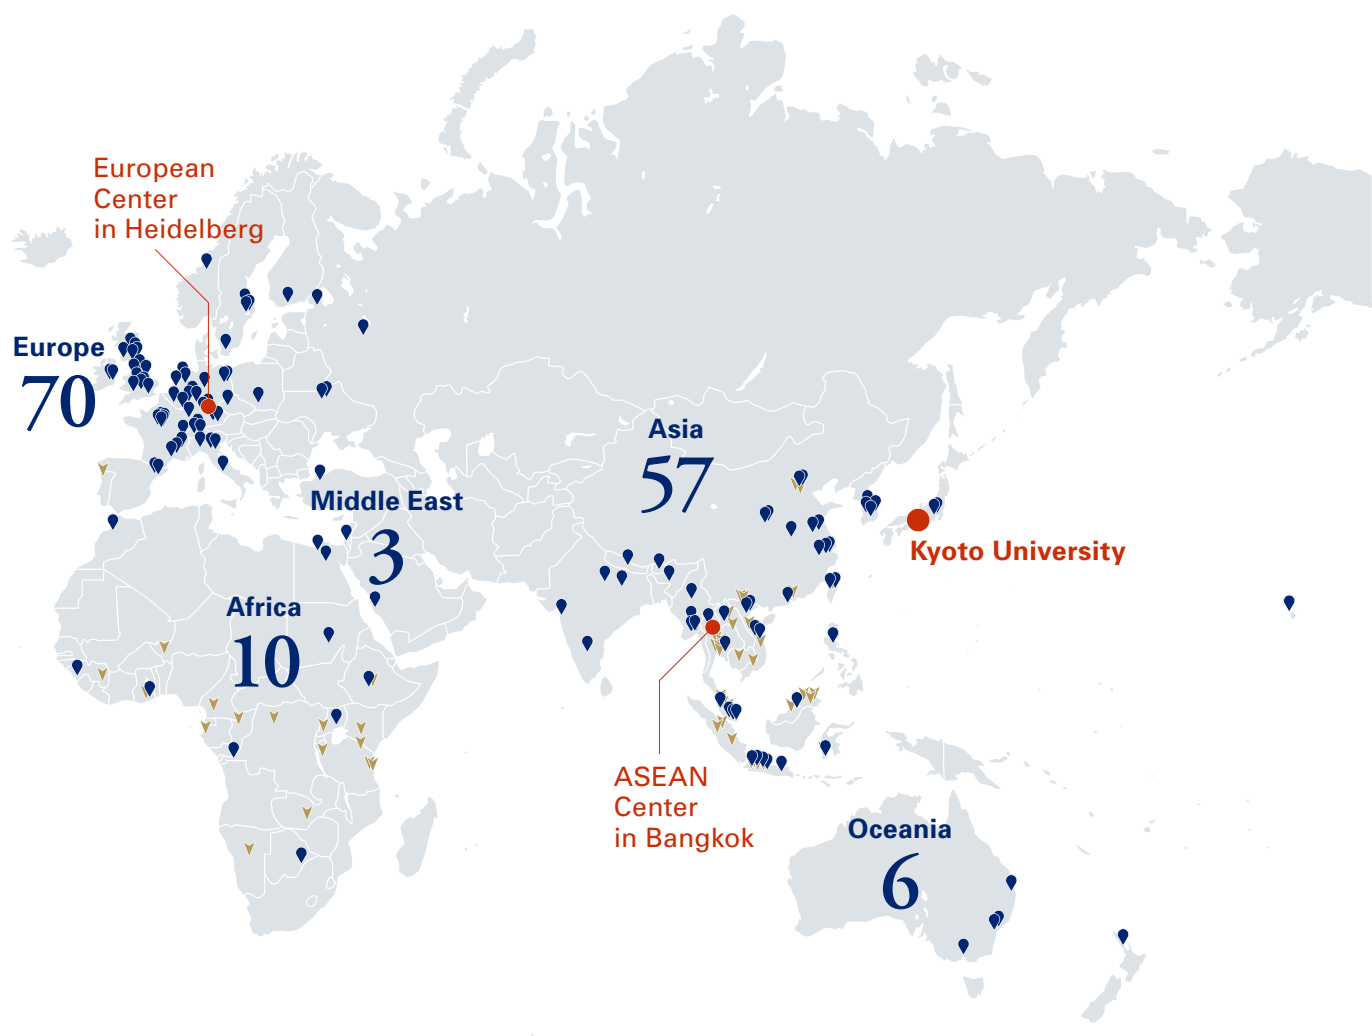 European
Center
in Heidelberg
Europe
70
Asia
57
Middle East
3
Kyoto University
Africa
10
ASEAN
Center
in Bangkok
Oceania
6